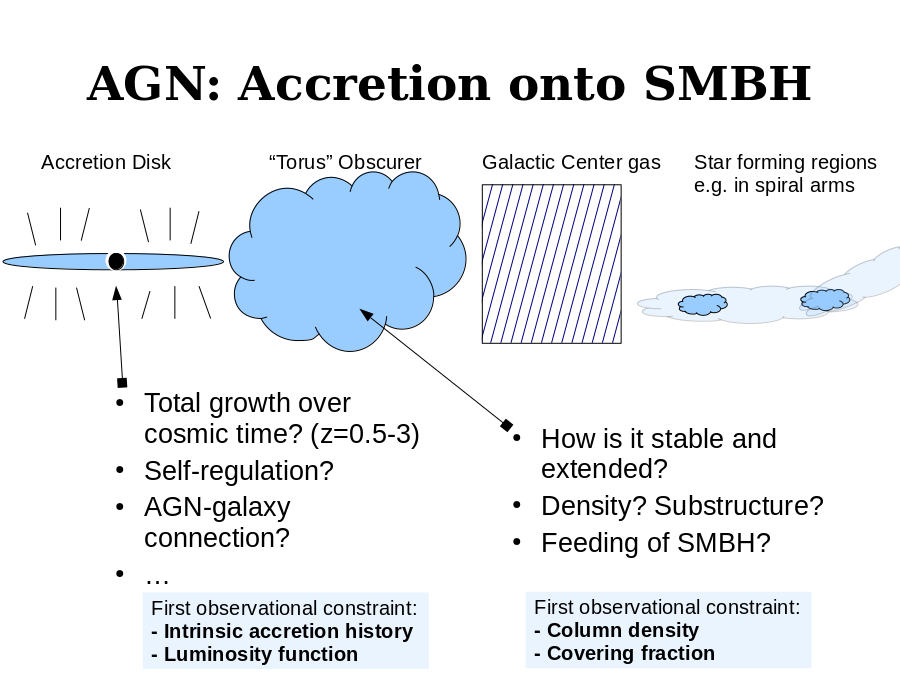 AGN: Accretion onto SMBH
Accretion Disk
“Torus” Obscurer
Galactic Center gas
Star forming regions
e.g. in spiral arms
• Total growth over
cosmic time? (z=0.5-3)
• Self-regulation?
• AGN-galaxy
connection?
• …
First observational constraint:
- Intrinsic accretion history
- Luminosity function
• How is it stable and
extended?
• Density? Substructure?
• Feeding of SMBH?
First observational constraint:
- Column density
- Covering fraction